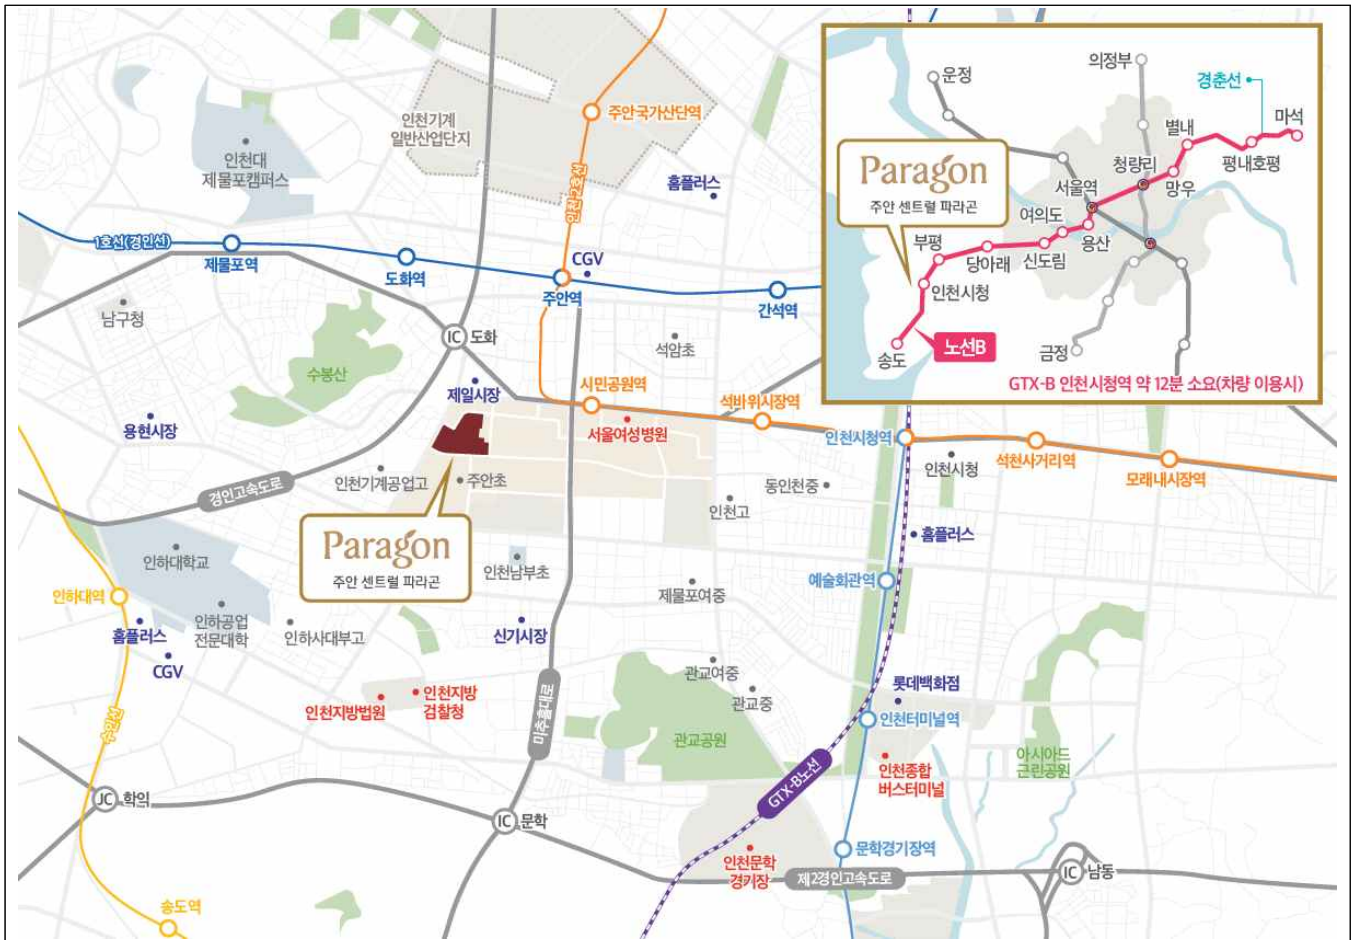 운정
의정부
경춘선
마석
별내
평내호평
청량리
망우
서울역
여의도
용산
Paragon
주안 센트럴 파라곤
부평
당아래
신도림
인천시청
송도
노선B
금정
GTX-B 인천시청역 약 12분 소요(차량 이용시)
주안국가산단역
인천기계
일반산업단지
인천대
제물포캠퍼스
홈플러스
인천2호선
1호선(경인선)
제물포역
도화역
CGV
주안역
간석역
남구청
IC 도화
석암초
수봉산
제일시장
시민공원역
석바위시장역
용현시장
서울여성병원
인천시청역
인천시청
석천사거리역
모래내시장역
경인고속도로
인천기계공업고
주안초
동인천중
인천고
Paragon
주안 센트럴 파라곤
홈플러스
인하대학교
인천남부초
예술회관역
인하대역
제물포여중
인하공업
전문대학
인하사대부고
홈플러스
신기시장
CGV
관교여중
관교중
롯데백화점
인천지방법원
인천지방
검찰청
미추홀대로
수인선
관교공원
인천터미널역
인천종합
버스터미널
아시아드
근린공원
GTX-B노선
JC 학익
IC 문학
문학경기장역
인천문학
경기장
제2경인고속도로
IC 남동
송도역